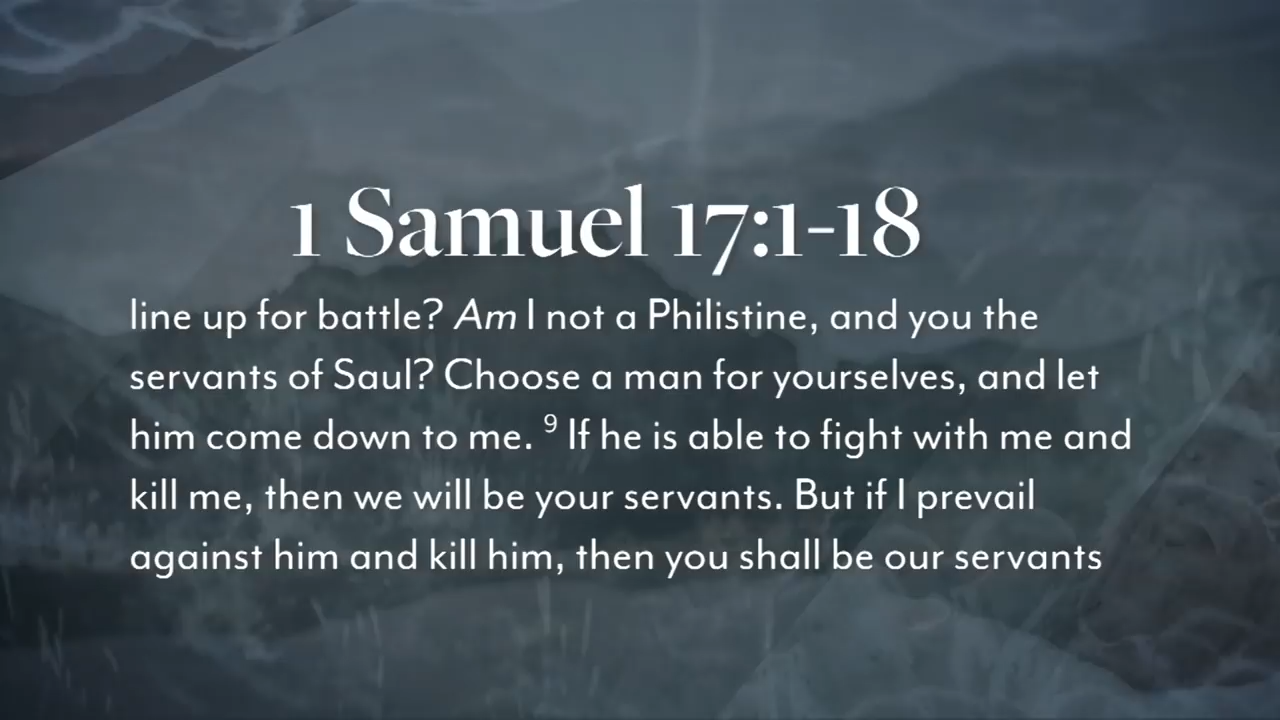 1 Samuel 17:1-18
line up for battle? Am I not a Philistine, and you the
servants of Saul? Choose a man for yourselves, and let
him come down to me. ⁹ If he is able to fight with me and
kill me, then we will be your servants. But if I prevail
against him and kill him, then you shall be our servants